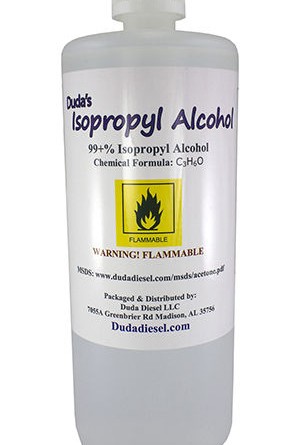 Duda's
Isopropyl Alcohol
99+% Isopropyl Alcohol
Chemical Formula: C₃H₆O
FLAMMABLE
WARNING! FLAMMABLE
MSDS: www.dudadiesel.com/msds/acetone.pdf
Packaged & Distributed by:
Duda Diesel LLC
7055A Greenbrier Rd Madison, AL 35756
Dudadiesel.com